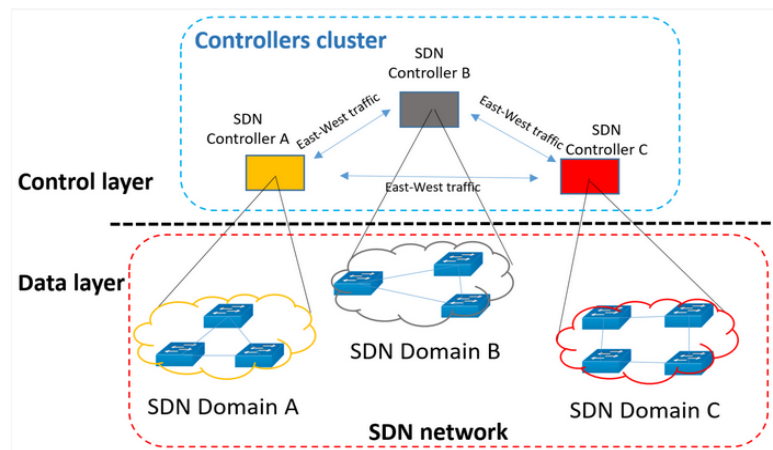 Controllers cluster
SDN
Controller B
East-West traffic
East-West traffic
SDN
Controller A
SDN
Controller C
East-West traffic
Control layer
Data layer
SDN Domain B
SDN Domain A
SDN Domain C
SDN network